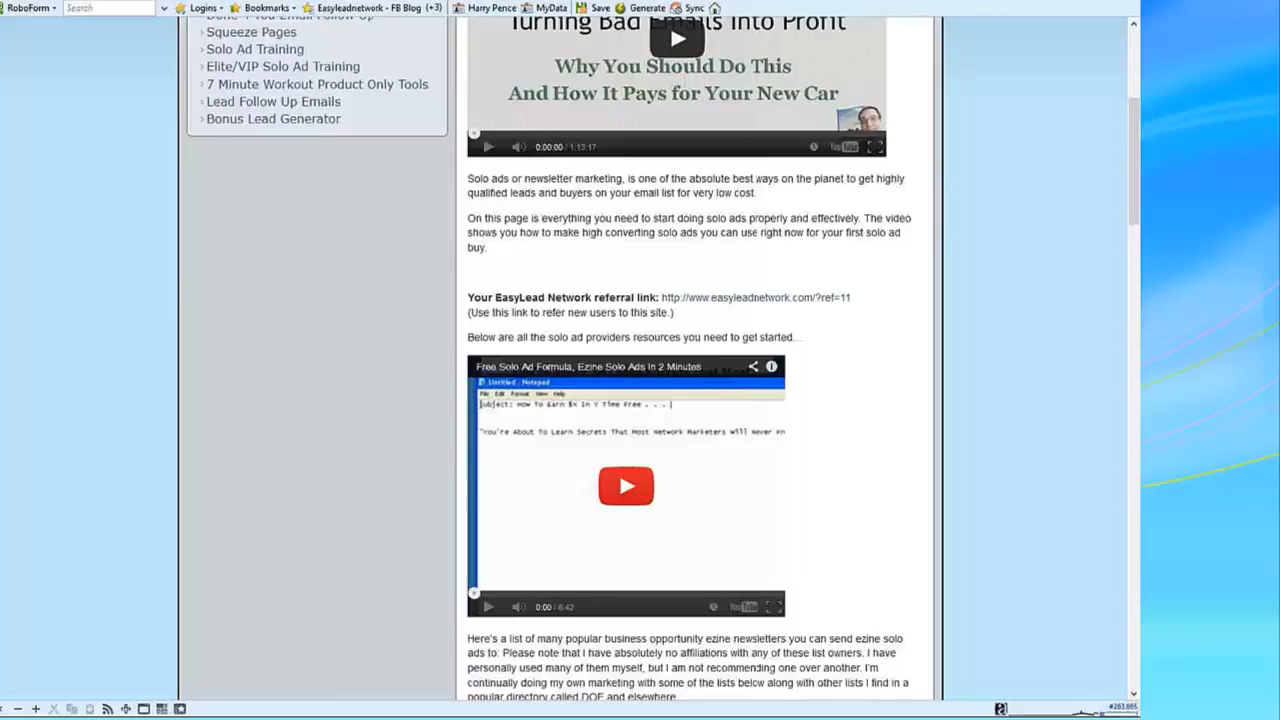 RoboForm Search Logins Bookmarks Easyleadnetwork - FB Blog (+3) Harry Pence MyData Save Generate Sync
Squeeze Pages
Solo Ad Training
Elite/VIP Solo Ad Training
7 Minute Workout Product Only Tools
Lead Follow Up Emails
Bonus Lead Generator
Turning Bad Emails Into Profit
Why You Should Do This
And How It Pays for Your New Car
0:00:00 / 1:13:17 YouTube
Solo ads or newsletter marketing, is one of the absolute best ways on the planet to get highly
qualified leads and buyers on your email list for very low cost.
On this page is everything you need to start doing solo ads properly and effectively. The video
shows you how to make high converting solo ads you can use right now for your first solo ad
buy.
Your EasyLead Network referral link: http://www.easyleadnetwork.com/?ref=11
(Use this link to refer new users to this site.)
Below are all the solo ad providers resources you need to get started...
Free Solo Ad Formula, Ezine Solo Ads In 2 Minutes
Untitled - Notepad
File Edit Format View Help
Subject: How To Earn $X In Y Time Free . . . .
"You're About To Learn Secrets That Most Network Marketers Will Never Kn
0:00 / 6:42 YouTube
Here's a list of many popular business opportunity ezine newsletters you can send ezine solo
ads to: Please note that I have absolutely no affiliations with any of these list owners. I have
personally used many of them myself, but I am not recommending one over another. I'm
continually doing my own marketing with some of the lists below along with other lists I find in a
popular directory called DOE and elsewhere.
#263.665